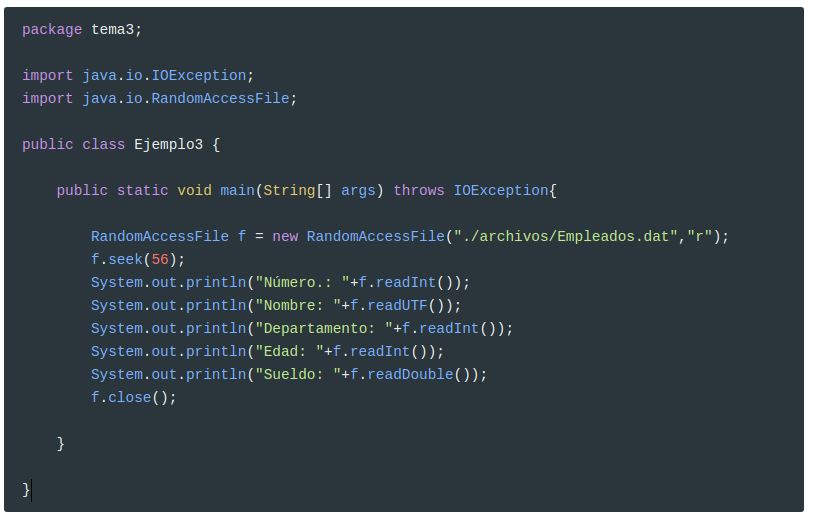 package tema3;
import java.io.IOException;
import java.io.RandomAccessFile;
public class Ejemplo3 {
public static void main(String[] args) throws IOException{
RandomAccessFile f = new RandomAccessFile("./archivos/Empleados.dat","r");
f.seek(56);
System.out.println("Número.: "+f.readInt());
System.out.println("Nombre: "+f.readUTF());
System.out.println("Departamento: "+f.readInt());
System.out.println("Edad: "+f.readInt());
System.out.println("Sueldo: "+f.readDouble());
f.close();
}
}